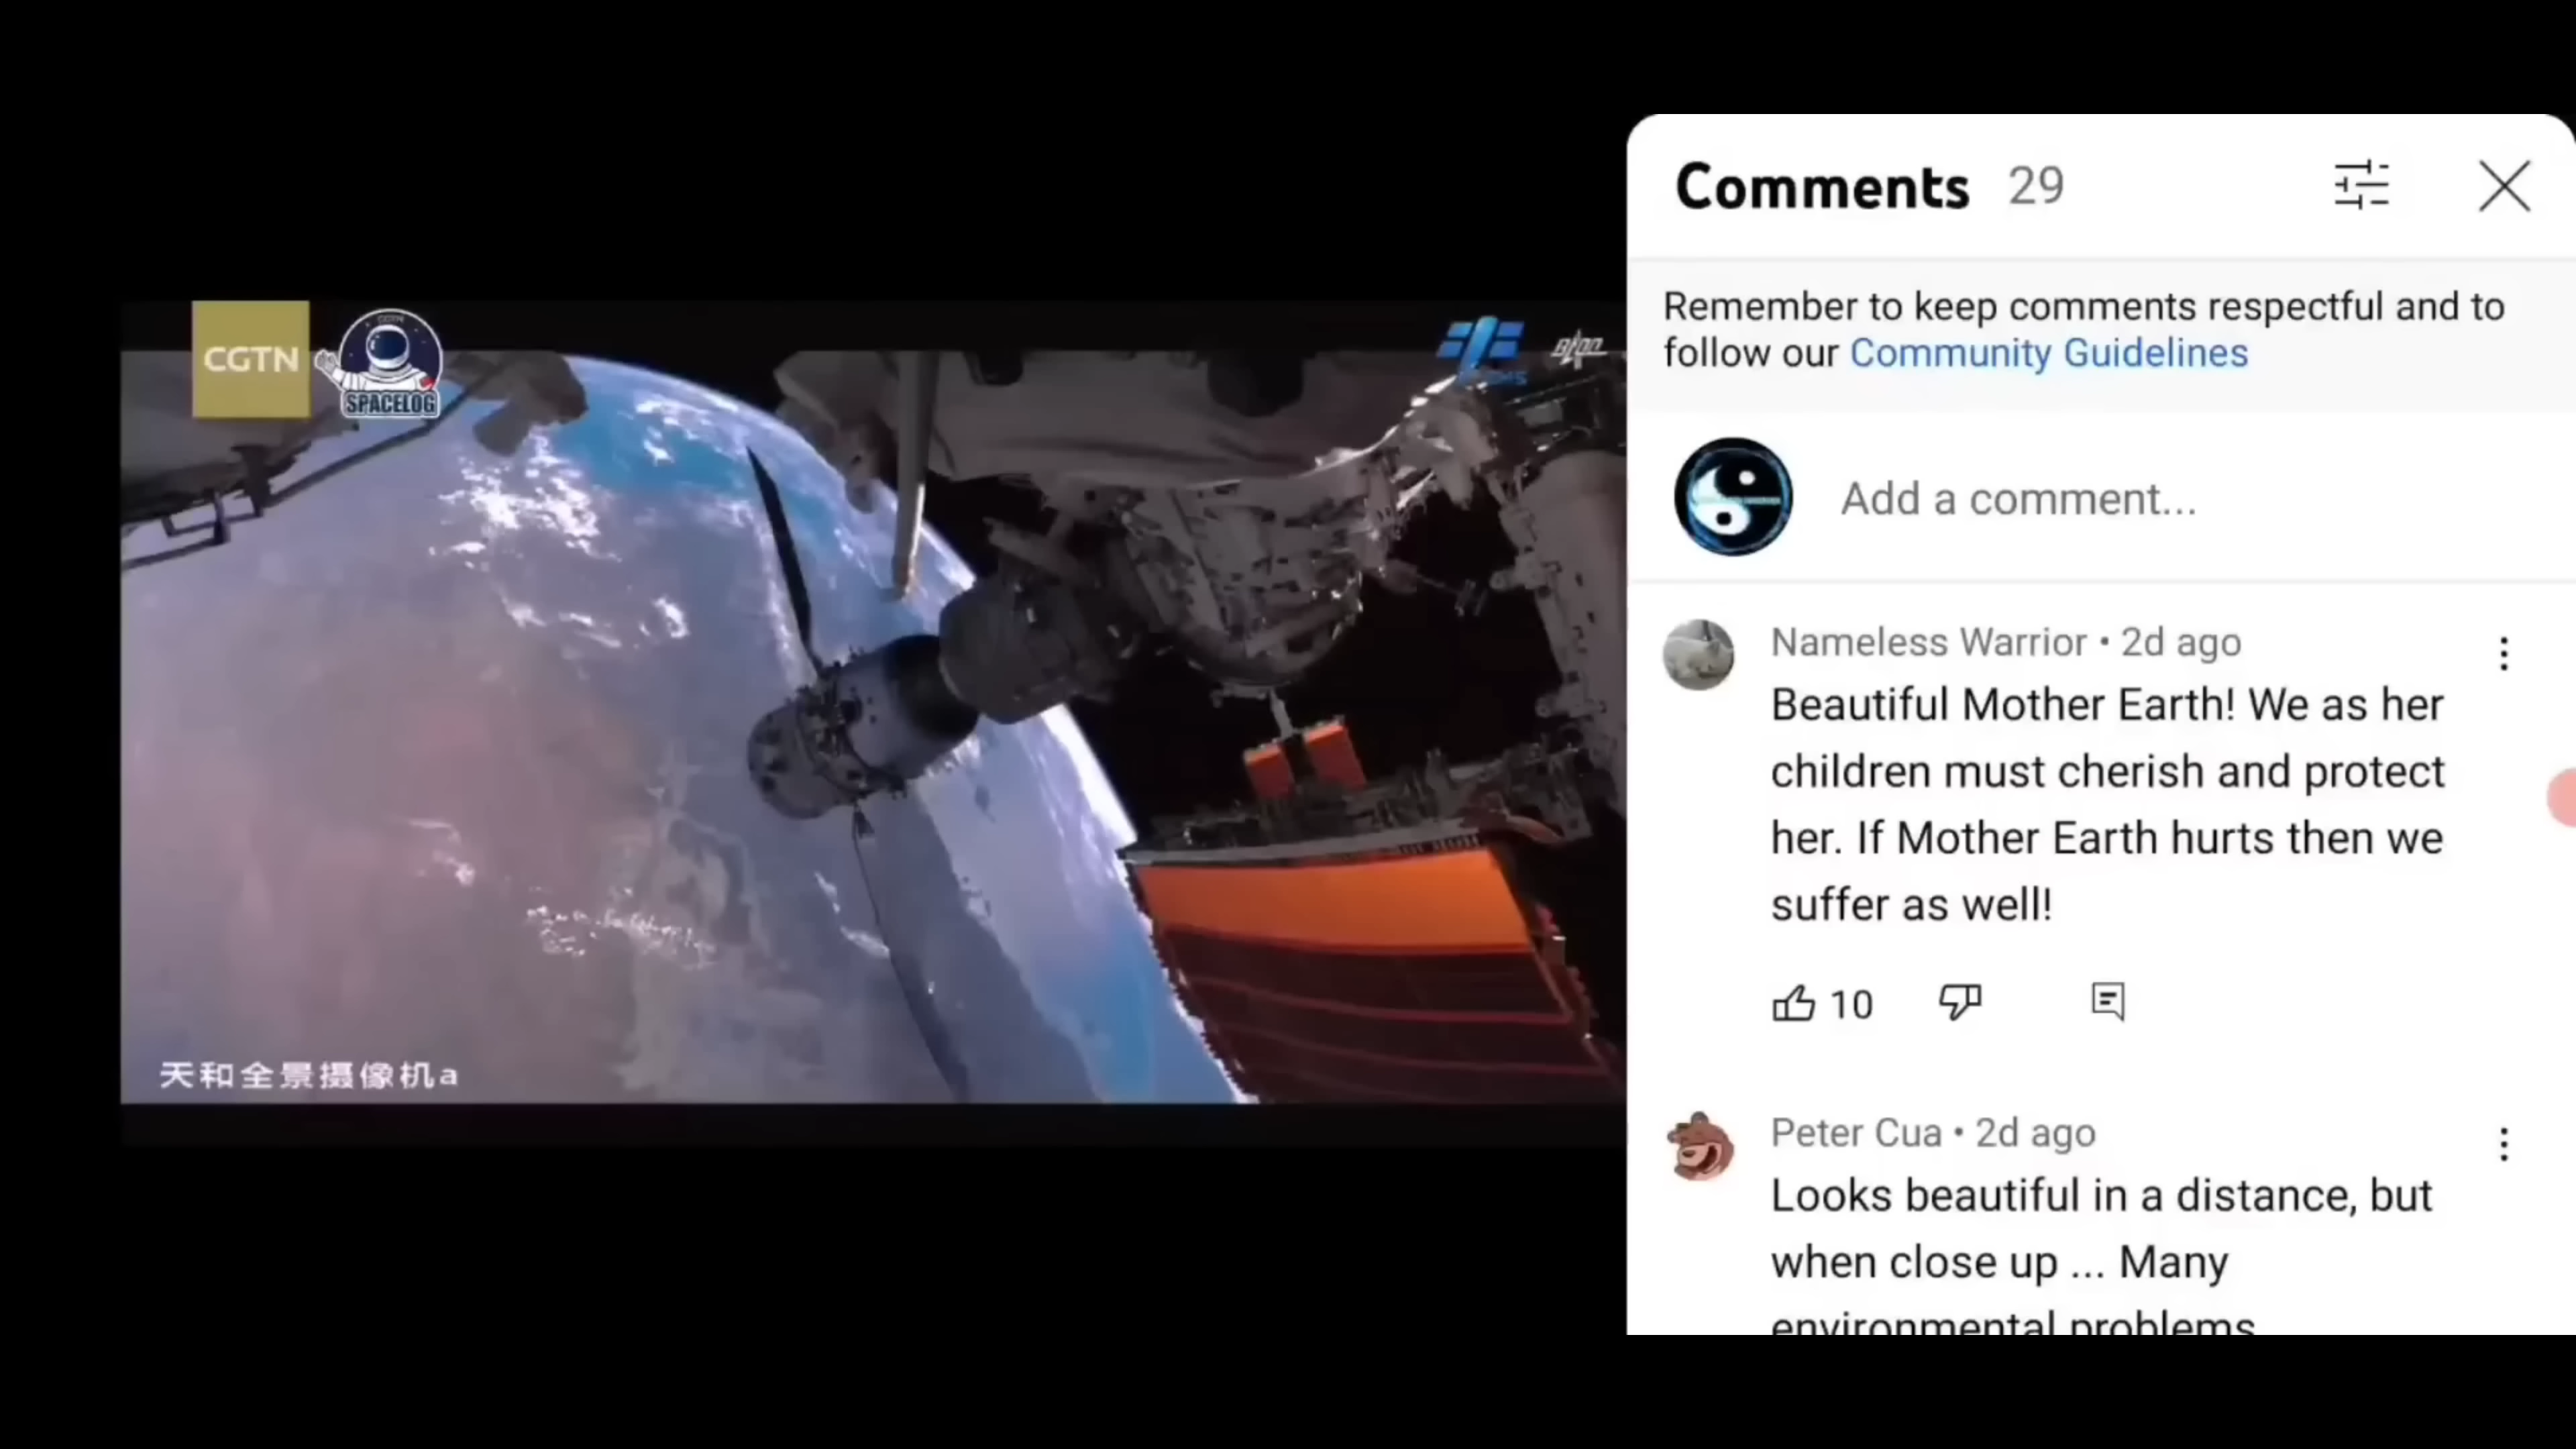 CGTN
SPACELOG
天和全景摄像机a
Comments 29
Remember to keep comments respectful and to
follow our Community Guidelines
Add a comment...
Nameless Warrior • 2d ago
Beautiful Mother Earth! We as her
children must cherish and protect
her. If Mother Earth hurts then we
suffer as well!
10
Peter Cua • 2d ago
Looks beautiful in a distance, but
when close up ... Many
environmental problems